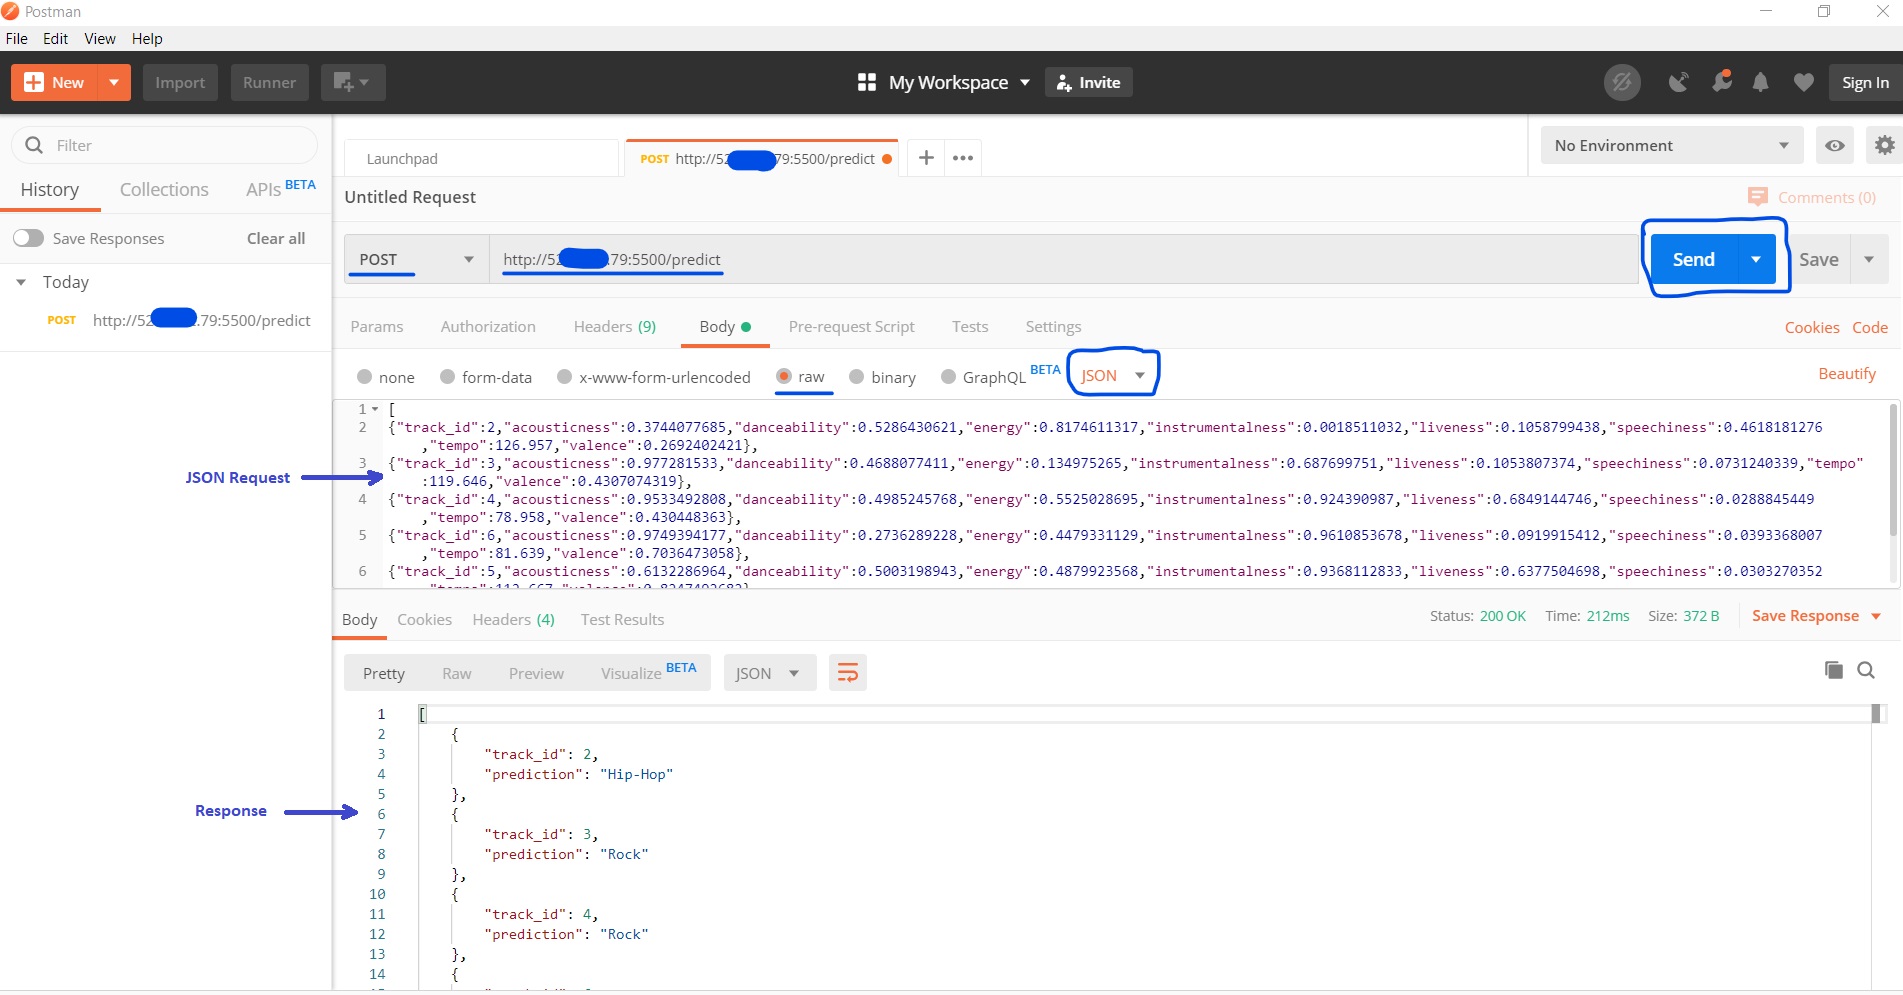 Postman
File Edit View Help
New Import Runner My Workspace Invite Sign In
Filter
History Collections APIs BETA
Save Responses Clear all
Today
POST http://52 .79:5500/predict
Launchpad
POST http://52 79:5500/predict
No Environment
Untitled Request
Comments (0)
POST http://52 .79:5500/predict
Send Save
Params Authorization Headers (9) Body Pre-request Script Tests Settings Cookies Code
none form-data x-www-form-urlencoded raw binary GraphQL BETA JSON Beautify
JSON Request
1 [
2 {"track_id":2,"acousticness":0.3744077685,"danceability":0.5286430621,"energy":0.8174611317,"instrumentalness":0.0018511032,"liveness":0.1058799438,"speechiness":0.4618181276
,"tempo":126.957,"valence":0.2692402421},
3 {"track_id":3,"acousticness":0.977281533,"danceability":0.4688077411,"energy":0.134975265,"instrumentalness":0.687699751,"liveness":0.1053807374,"speechiness":0.0731240339,"tempo"
:119.646,"valence":0.4307074319},
4 {"track_id":4,"acousticness":0.9533492808,"danceability":0.4985245768,"energy":0.5525028695,"instrumentalness":0.924390987,"liveness":0.6849144746,"speechiness":0.0288845449
,"tempo":78.958,"valence":0.430448363},
5 {"track_id":6,"acousticness":0.9749394177,"danceability":0.2736289228,"energy":0.4479331129,"instrumentalness":0.9610853678,"liveness":0.0919915412,"speechiness":0.0393368007
,"tempo":81.639,"valence":0.7036473058},
6 {"track_id":5,"acousticness":0.6132286964,"danceability":0.5003198943,"energy":0.4879923568,"instrumentalness":0.9368112833,"liveness":0.6377504698,"speechiness":0.0303270352
Body Cookies Headers (4) Test Results Status: 200 OK Time: 212ms Size: 372 B Save Response
Pretty Raw Preview Visualize BETA JSON
Response
1 [
2 {
3 "track_id": 2,
4 "prediction": "Hip-Hop"
5 },
6 {
7 "track_id": 3,
8 "prediction": "Rock"
9 },
10 {
11 "track_id": 4,
12 "prediction": "Rock"
13 },
14 {